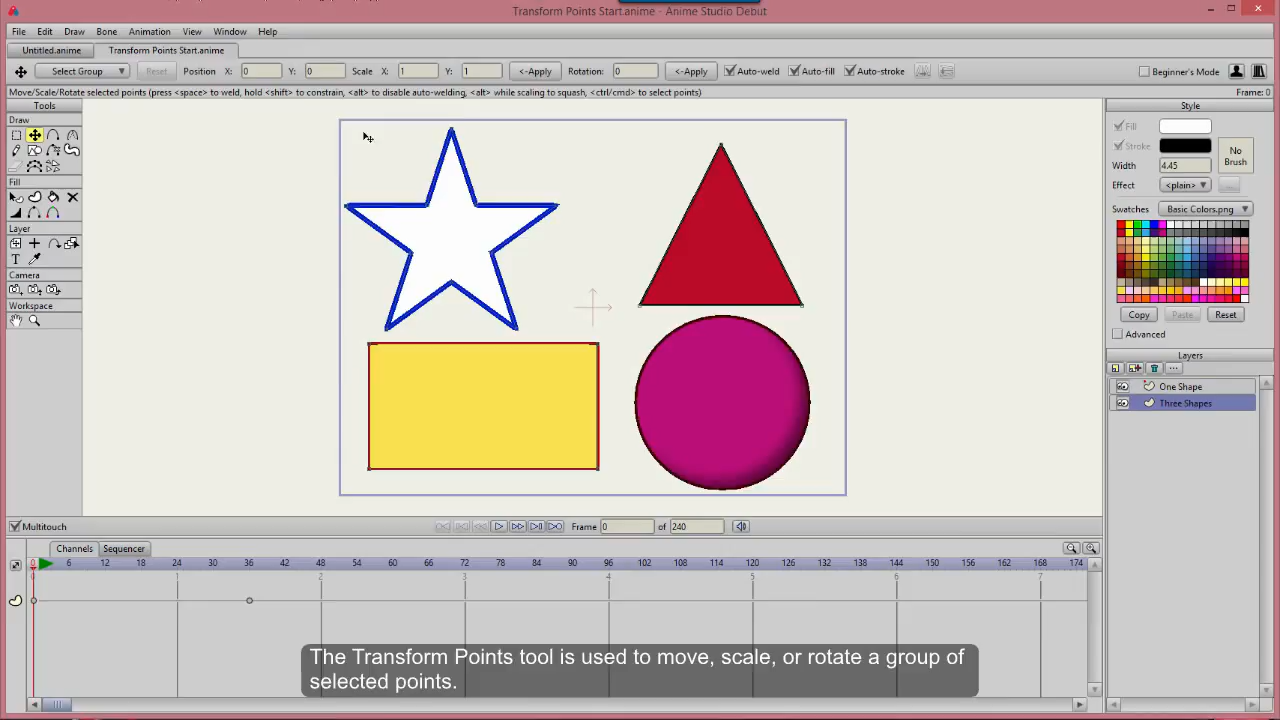 Transform Points Start.anime - Anime Studio Debut
File Edit Draw Bone Animation View Window Help
Untitled.anime Transform Points Start.anime
Select Group Reset Position X: 0 Y: 0 Scale X: 1 Y: 1 <-Apply Rotation: 0 <-Apply Auto-weld Auto-fill Auto-stroke Beginner's Mode
Move/Scale/Rotate selected points (press <space> to weld, hold <shift> to constrain, <alt> to disable auto-welding, <alt> while scaling to squash, <ctrl/cmd> to select points) Frame: 0
Tools
Draw
Fill
Layer
T
Camera
Workspace
Style
Fill
Stroke
No Brush
Width 4.45
Effect <plain>
Swatches Basic Colors.png
Copy Paste Reset
Advanced
Layers
One Shape
Three Shapes
Multitouch Frame 0 of 240
Channels Sequencer
0 6 12 18 24 30 36 42 48 54 60 66 72 78 84 90 96 102 108 114 120 126 132 138 144 150 156 162 168 174
0 1 2 3 4 5 6 7
The Transform Points tool is used to move, scale, or rotate a group of
selected points.